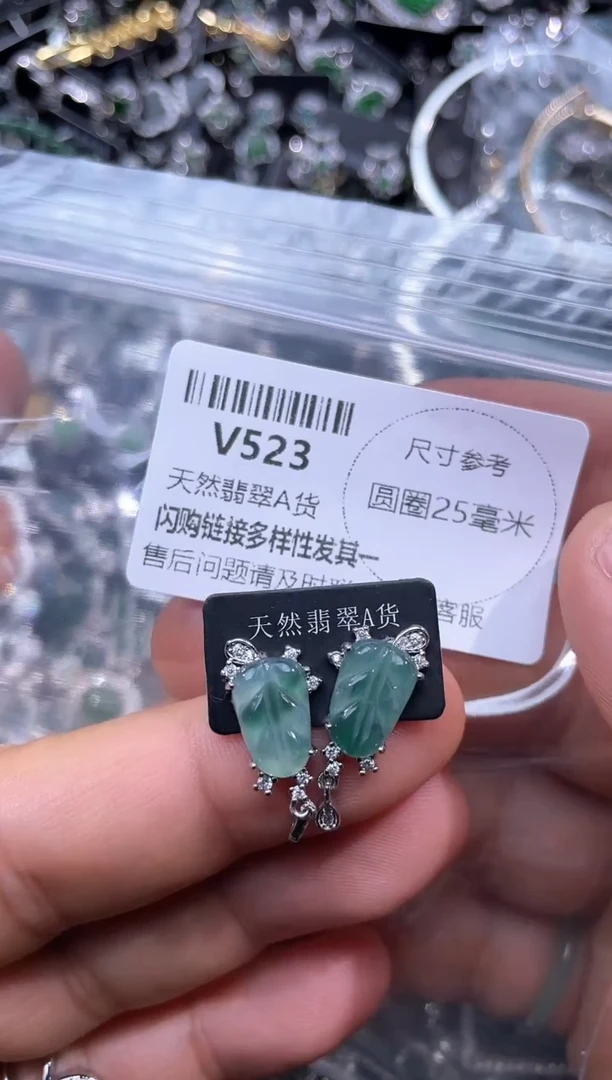 V523
天然翡翠A货
闪购链接多样性发其一
售后问题请及时
客服
尺寸参考
圆圈25毫米
天然翡翠A货